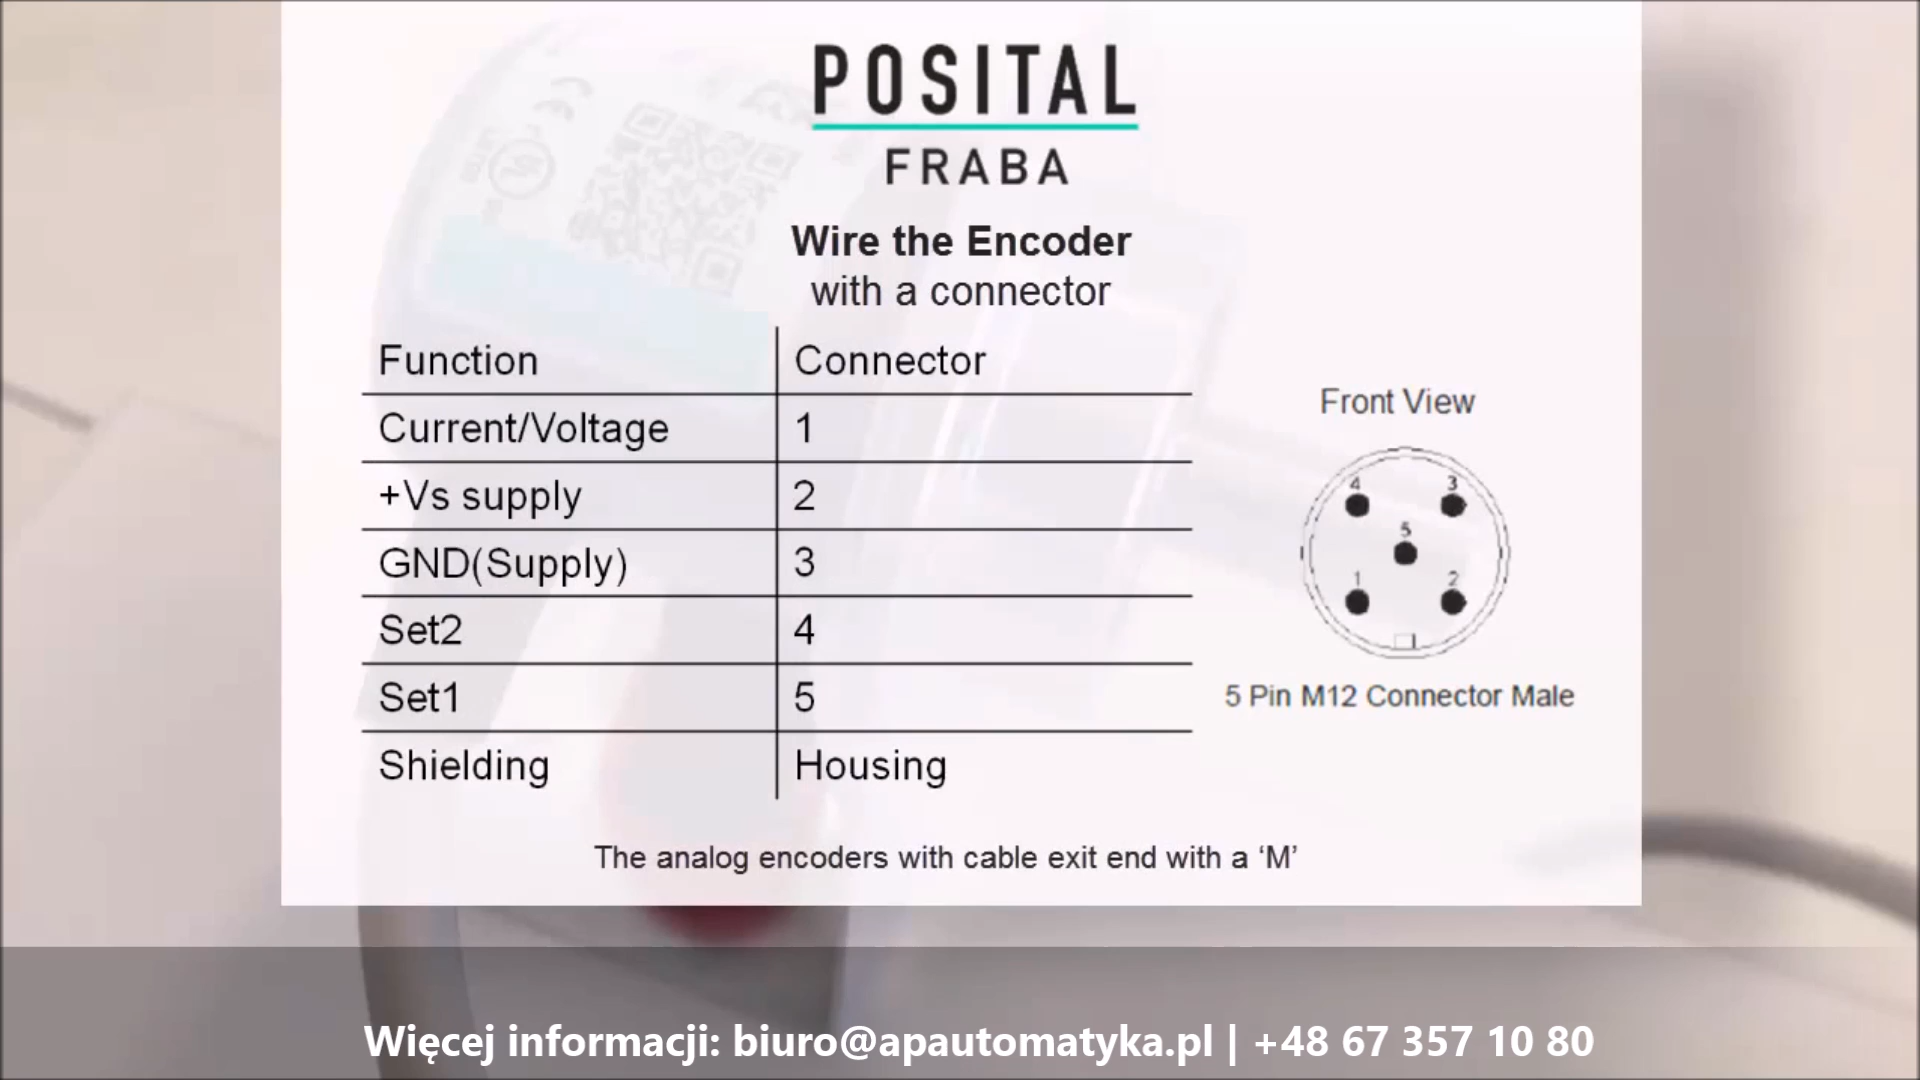 POSITAL
FRABA
Wire the Encoder
with a connector
Function Connector
Current/Voltage 1
+Vs supply 2
GND(Supply) 3
Set2 4
Set1 5
Shielding Housing
Front View
4 3
5
1 2
5 Pin M12 Connector Male
The analog encoders with cable exit end with a ‘M’
Więcej informacji: biuro@apautomatyka.pl | +48 67 357 10 80